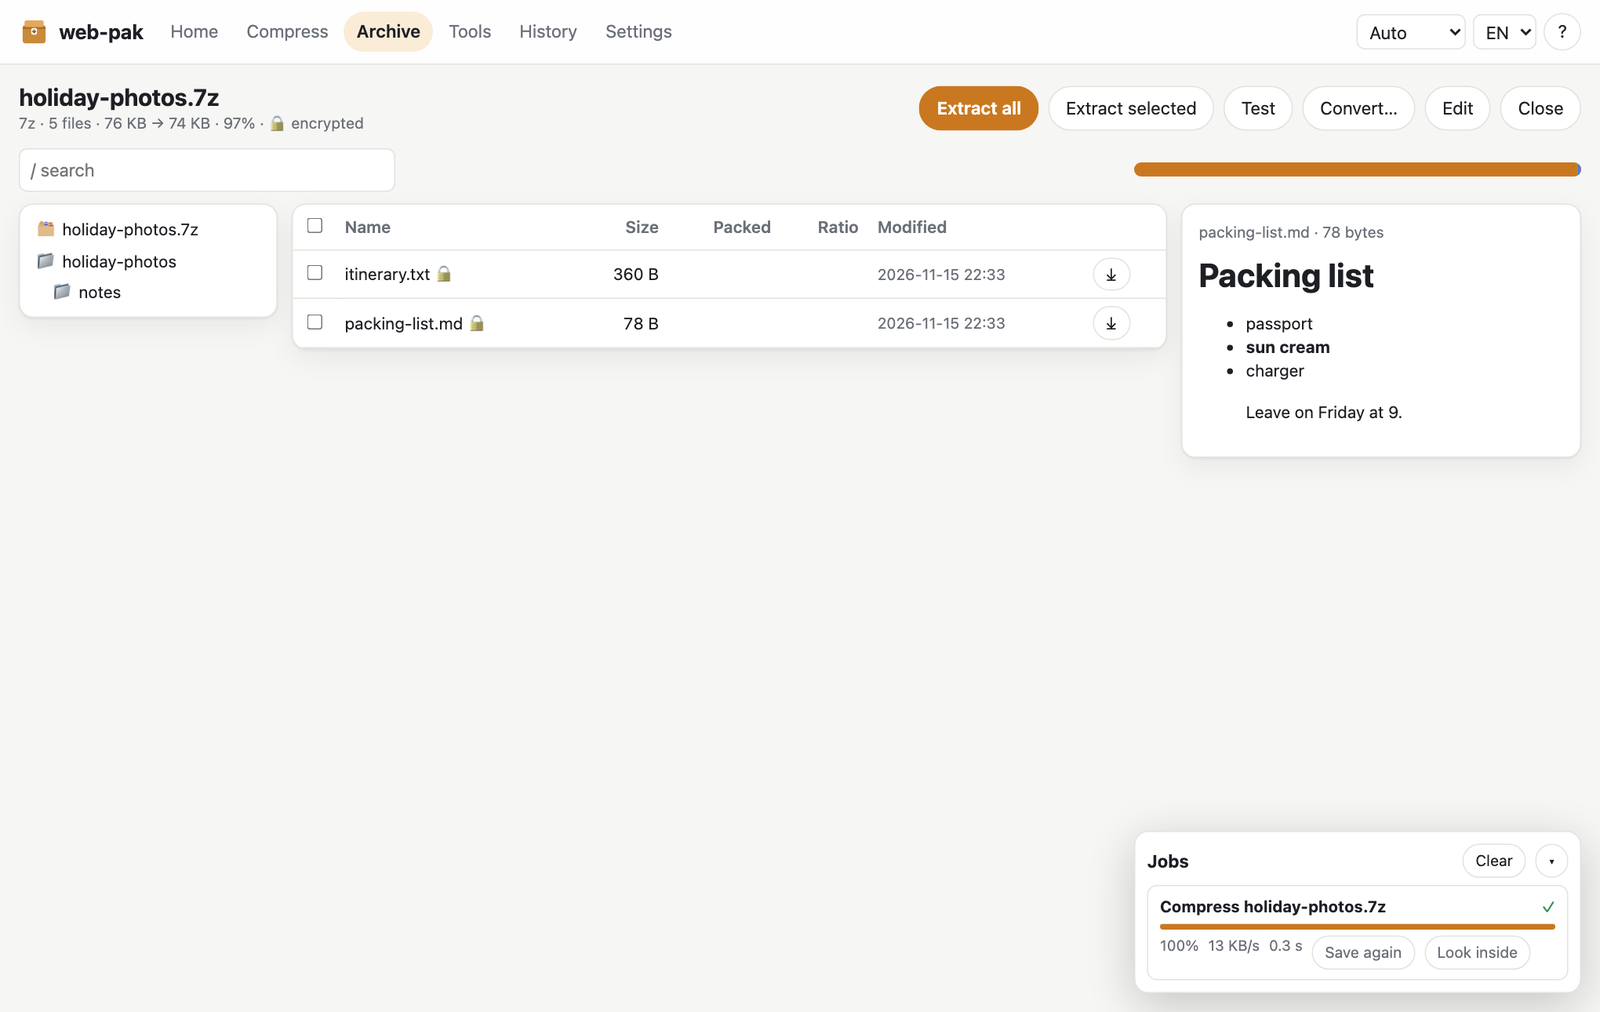 web-pak Home Compress Archive Tools History Settings Auto EN ?
holiday-photos.7z
7z · 5 files · 76 KB → 74 KB · 97% · 🔒 encrypted
Extract all Extract selected Test Convert... Edit Close
/ search
holiday-photos.7z
holiday-photos
notes
Name Size Packed Ratio Modified
itinerary.txt 🔒 360 B 2026-11-15 22:33
packing-list.md 🔒 78 B 2026-11-15 22:33
packing-list.md · 78 bytes
Packing list
• passport
• sun cream
• charger
Leave on Friday at 9.
Jobs Clear
Compress holiday-photos.7z ✓
100% 13 KB/s 0.3 s Save again Look inside